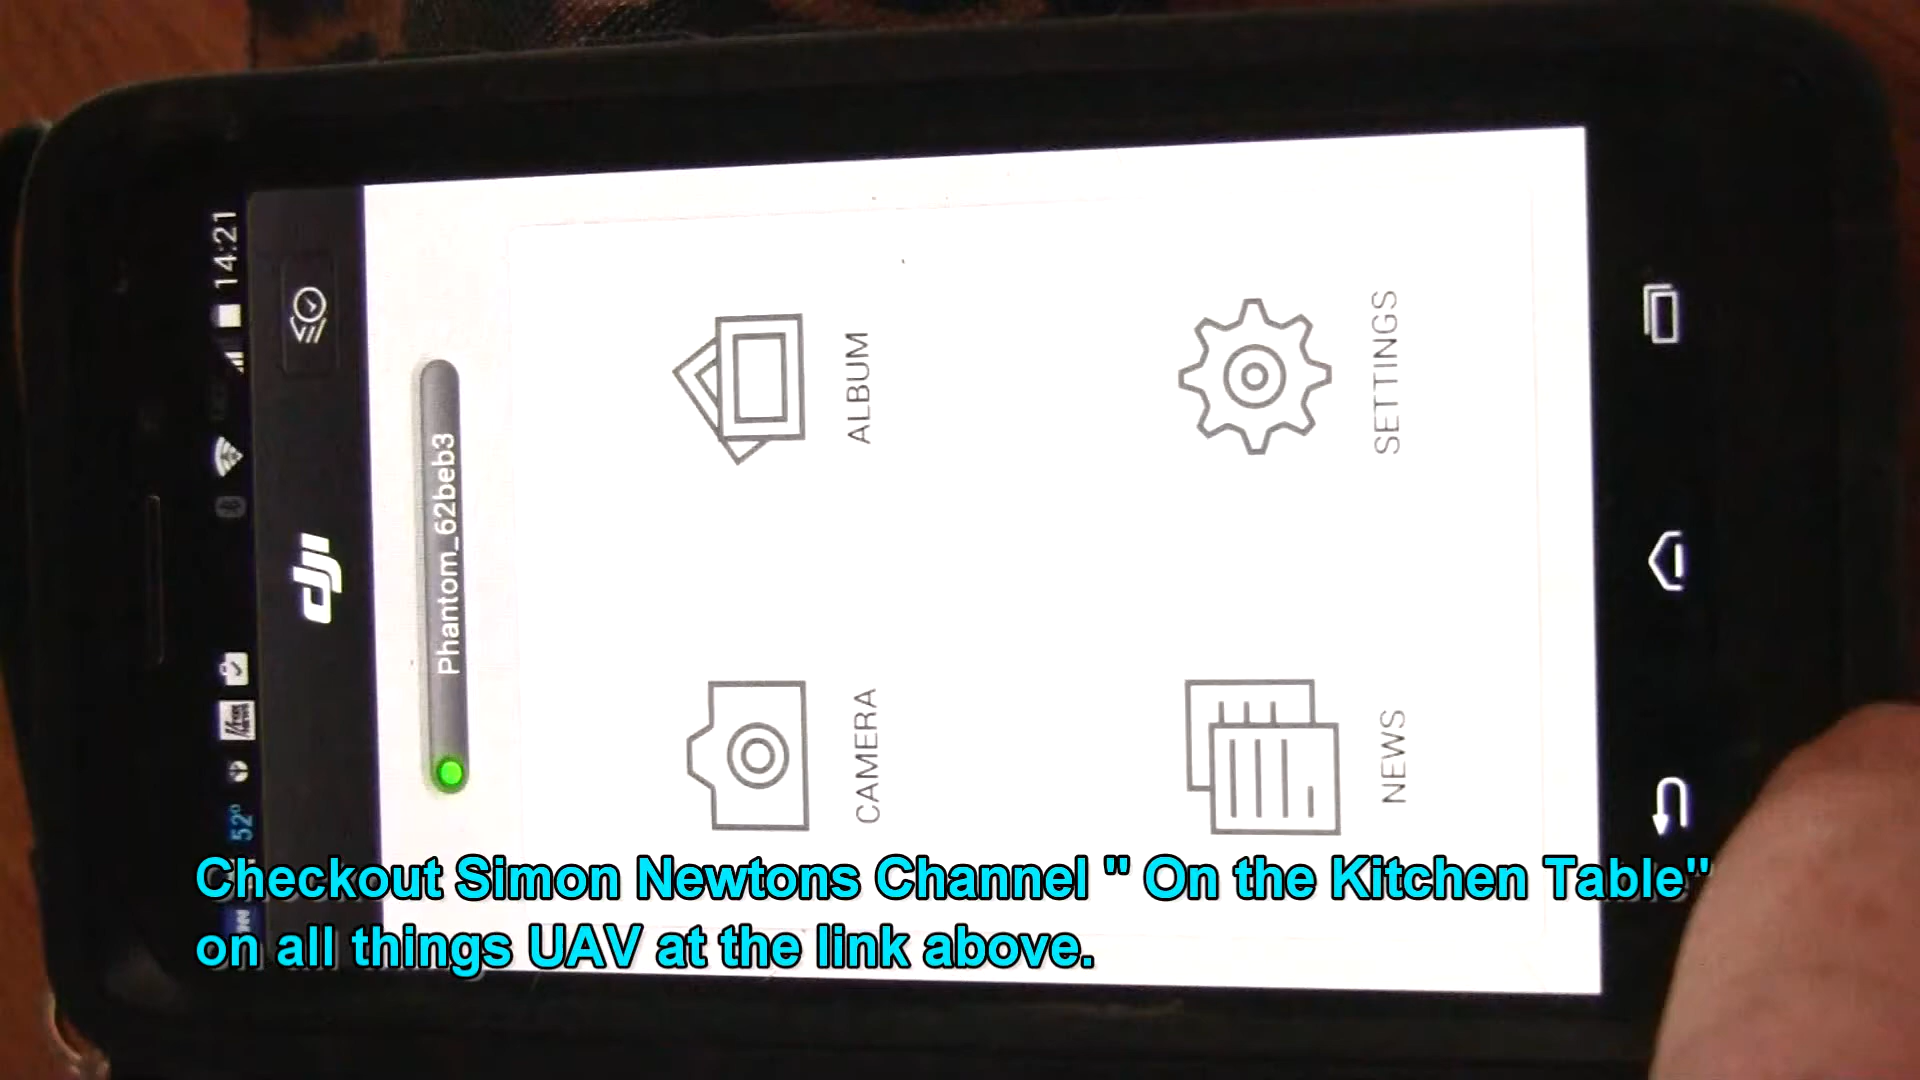 52° 14:21
dji
Phantom_62beb3
CAMERA
ALBUM
NEWS
SETTINGS
Checkout Simon Newtons Channel " On the Kitchen Table"
on all things UAV at the link above.